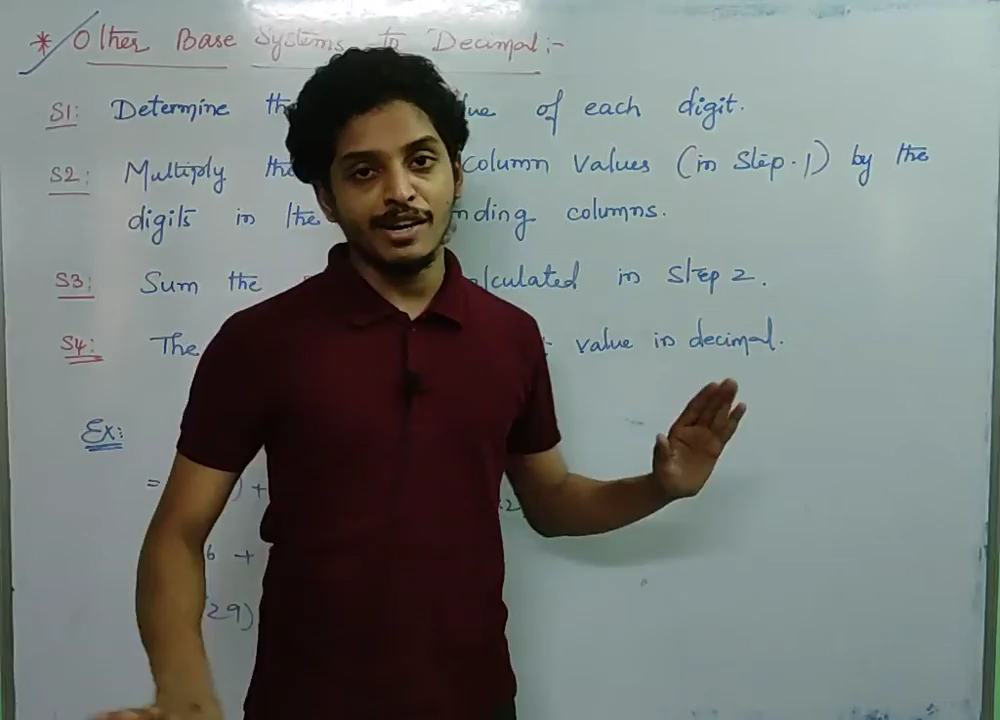 * Other Base Systems to Decimal:-
S1: Determine the value of each digit.
S2: Multiply the column values (in Step.1) by the
digits in the columns.
S3: Sum the calculated in Step 2.
S4: The value in decimal.
Ex:
= ) +
6 +
29)